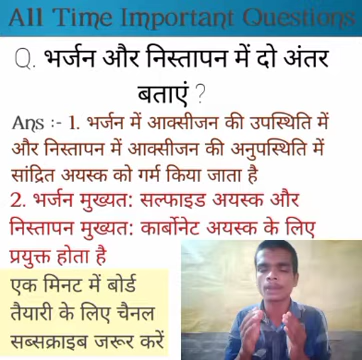 All Time Important Questions
Q. भर्जन और निस्तापन में दो अंतर
बताएं ?
Ans :- 1. भर्जन में आक्सीजन की उपस्थिति में
और निस्तापन में आक्सीजन की अनुपस्थिति में
सांद्रित अयस्क को गर्म किया जाता है
2. भर्जन मुख्यत: सल्फाइड अयस्क और
निस्तापन मुख्यत: कार्बोनेट अयस्क के लिए
प्रयुक्त होता है
एक मिनट में बोर्ड
तैयारी के लिए चैनल
सब्सक्राइब जरूर करें